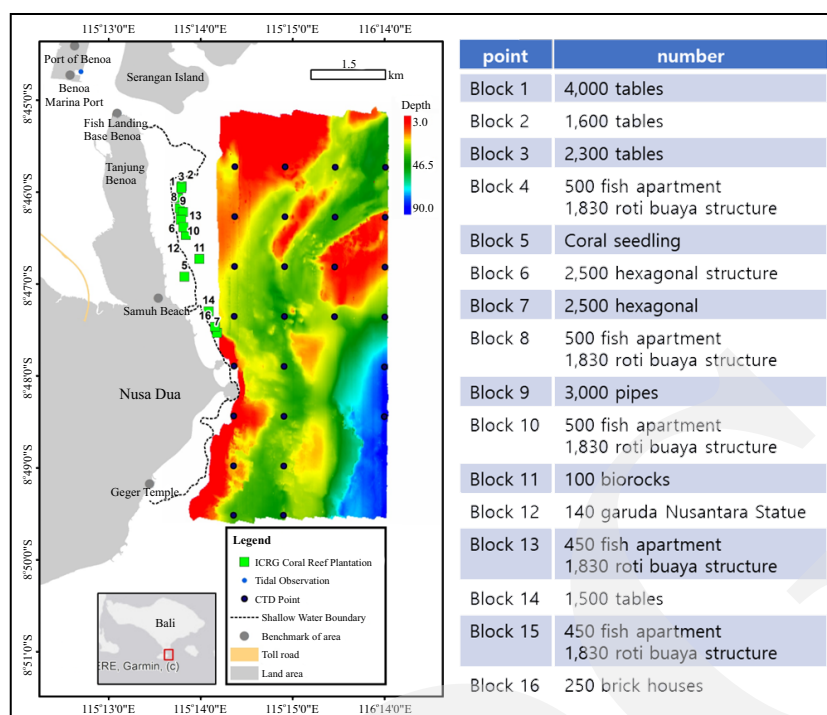 115°13'0"E 115°14'0"E 115°15'0"E 116°14'0"E
Port of Benoa
Benoa
Marina Port
Serangan Island
1.5
km
Fish Landing
Base Benoa
Tanjung
Benoa
Depth
3.0
46.5
90.0
8°45'0"S
8°40'0"S
8°47'0"S
8°48'0"S
8°49'0"S
8°50'0"S
8°51'0"S
1 3 2
8 9
13
6 10
12 11
5
14
16
7
Samuh Beach
Nusa Dua
Geger Temple
Legend
ICRG Coral Reef Plantation
Tidal Observation
CTD Point
Shallow Water Boundary
Benchmark of area
Toll road
Land area
Bali
ERE, Garmin, (c)
115°13'0"E 115°14'0"E 115°15'0"E 116°14'0"E
point number
Block 1 4,000 tables
Block 2 1,600 tables
Block 3 2,300 tables
Block 4 500 fish apartment
1,830 roti buaya structure
Block 5 Coral seedling
Block 6 2,500 hexagonal structure
Block 7 2,500 hexagonal
Block 8 500 fish apartment
1,830 roti buaya structure
Block 9 3,000 pipes
Block 10 500 fish apartment
1,830 roti buaya structure
Block 11 100 biorocks
Block 12 140 garuda Nusantara Statue
Block 13 450 fish apartment
1,830 roti buaya structure
Block 14 1,500 tables
Block 15 450 fish apartment
1,830 roti buaya structure
Block 16 250 brick houses